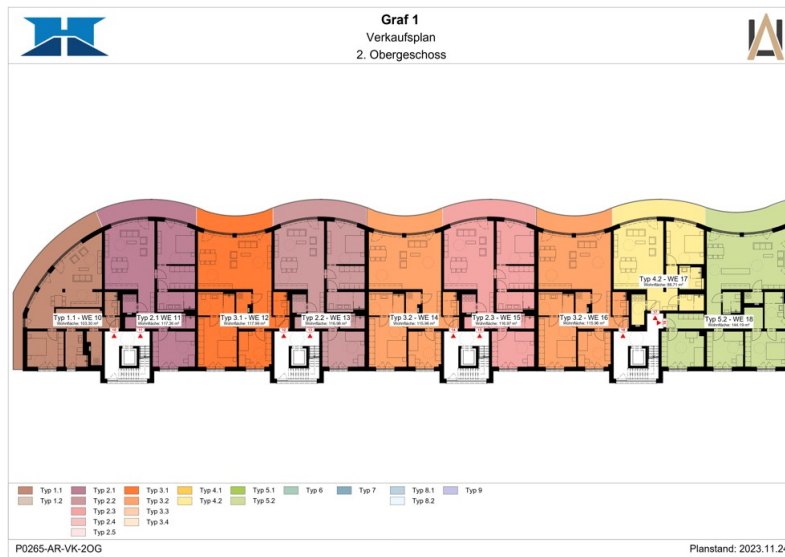 Graf 1
Verkaufsplan
2. Obergeschoss
Typ 1.1 - WE 10
Typ 2.1 WE 11
Typ 3.1 - WE 12
Typ 2.2 - WE 13
Typ 3.2 - WE 14
Typ 2.3 - WE 15
Typ 3.2 - WE 16
Typ 4.2 - WE 17
Typ 5.2 - WE 18
Typ 1.1 Typ 2.1 Typ 3.1 Typ 4.1 Typ 5.1 Typ 6 Typ 7 Typ 8.1 Typ 9
Typ 1.2 Typ 2.2 Typ 3.2 Typ 4.2 Typ 5.2 Typ 8.2
Typ 2.3 Typ 3.3
Typ 2.4 Typ 3.4
Typ 2.5
P0265-AR-VK-2OG Planstand: 2023.11.24